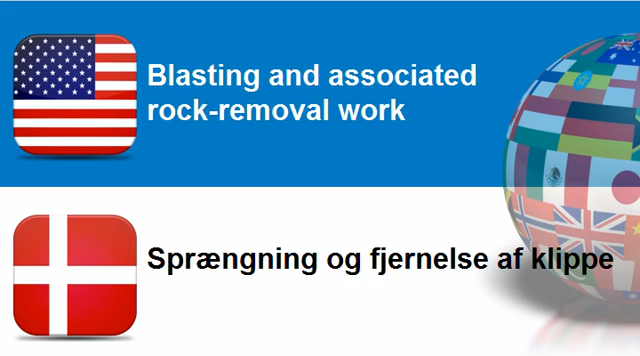 Blasting and associated
rock-removal work
Sprængning og fjernelse af klippe